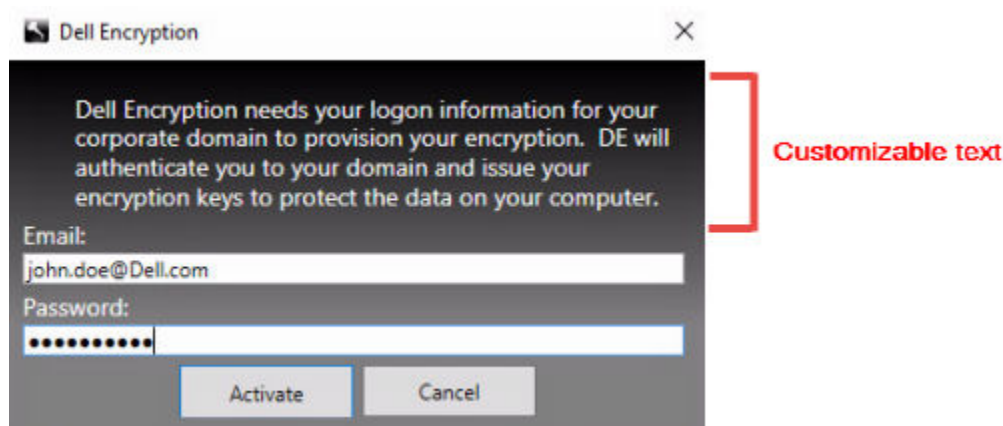 Dell Encryption
Dell Encryption needs your logon information for your
corporate domain to provision your encryption.  DE will
authenticate you to your domain and issue your
encryption keys to protect the data on your computer.
Customizable text
Email:
john.doe@Dell.com
Password:
●●●●●●●●●●
Activate
Cancel